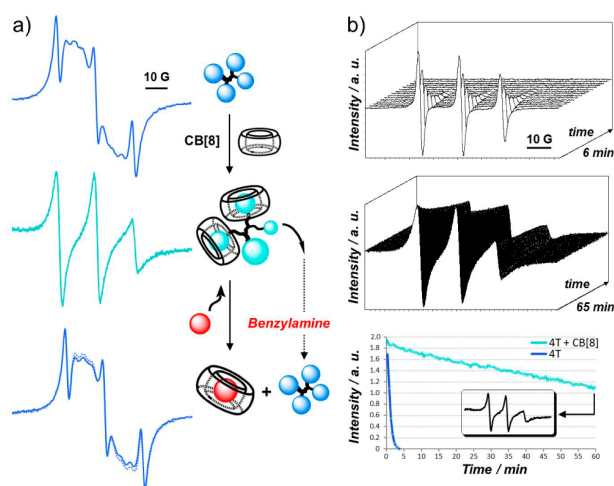 a)
10 G
CB[8]
Benzylamine
+
b)
Intensity / a. u.
10 G
time
6 min
Intensity / a. u.
time
65 min
Intensity / a. u.
2.0
1.8
1.6
1.4
1.2
1.0
0.8
0.6
0.4
0.2
0
4T + CB[8]
4T
0 5 10 15 20 25 30 35 40 45 50 55 60
Time / min